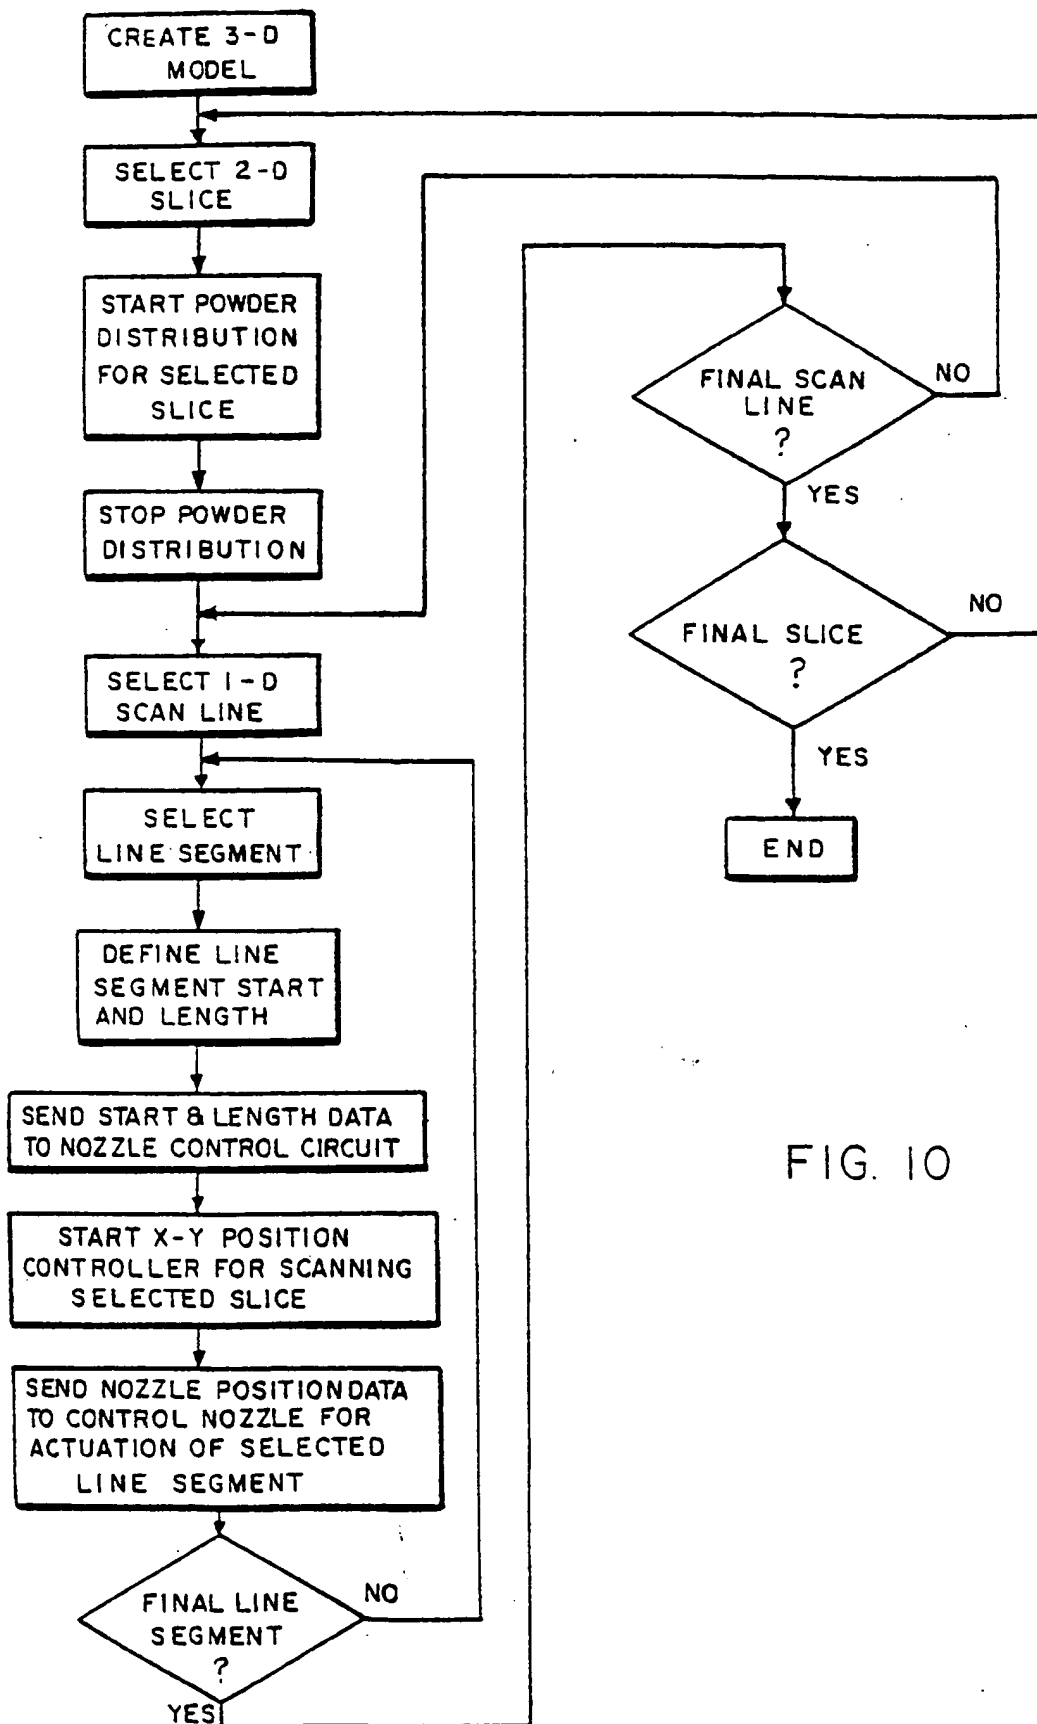 CREATE 3-D
MODEL
SELECT 2-D
SLICE
START POWDER
DISTRIBUTION
FOR SELECTED
SLICE
STOP POWDER
DISTRIBUTION
SELECT 1-D
SCAN LINE
SELECT
LINE SEGMENT
DEFINE LINE
SEGMENT START
AND LENGTH
SEND START & LENGTH DATA
TO NOZZLE CONTROL CIRCUIT
START X-Y POSITION
CONTROLLER FOR SCANNING
SELECTED SLICE
SEND NOZZLE POSITION DATA
TO CONTROL NOZZLE FOR
ACTUATION OF SELECTED
LINE SEGMENT
FINAL LINE
SEGMENT
?
NO
YES
FINAL SCAN
LINE
?
NO
YES
FINAL SLICE
?
NO
YES
END
FIG. 10